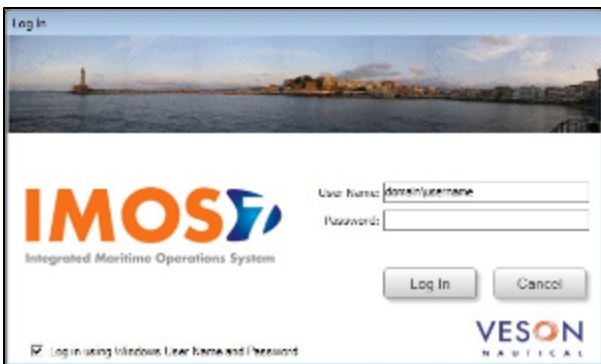 Log In
IMOS7
Integrated Maritime Operations System
User Name: domain\username
Password:
Log In
Cancel
Log in using Windows User Name and Password
VESON
NAUTICAL